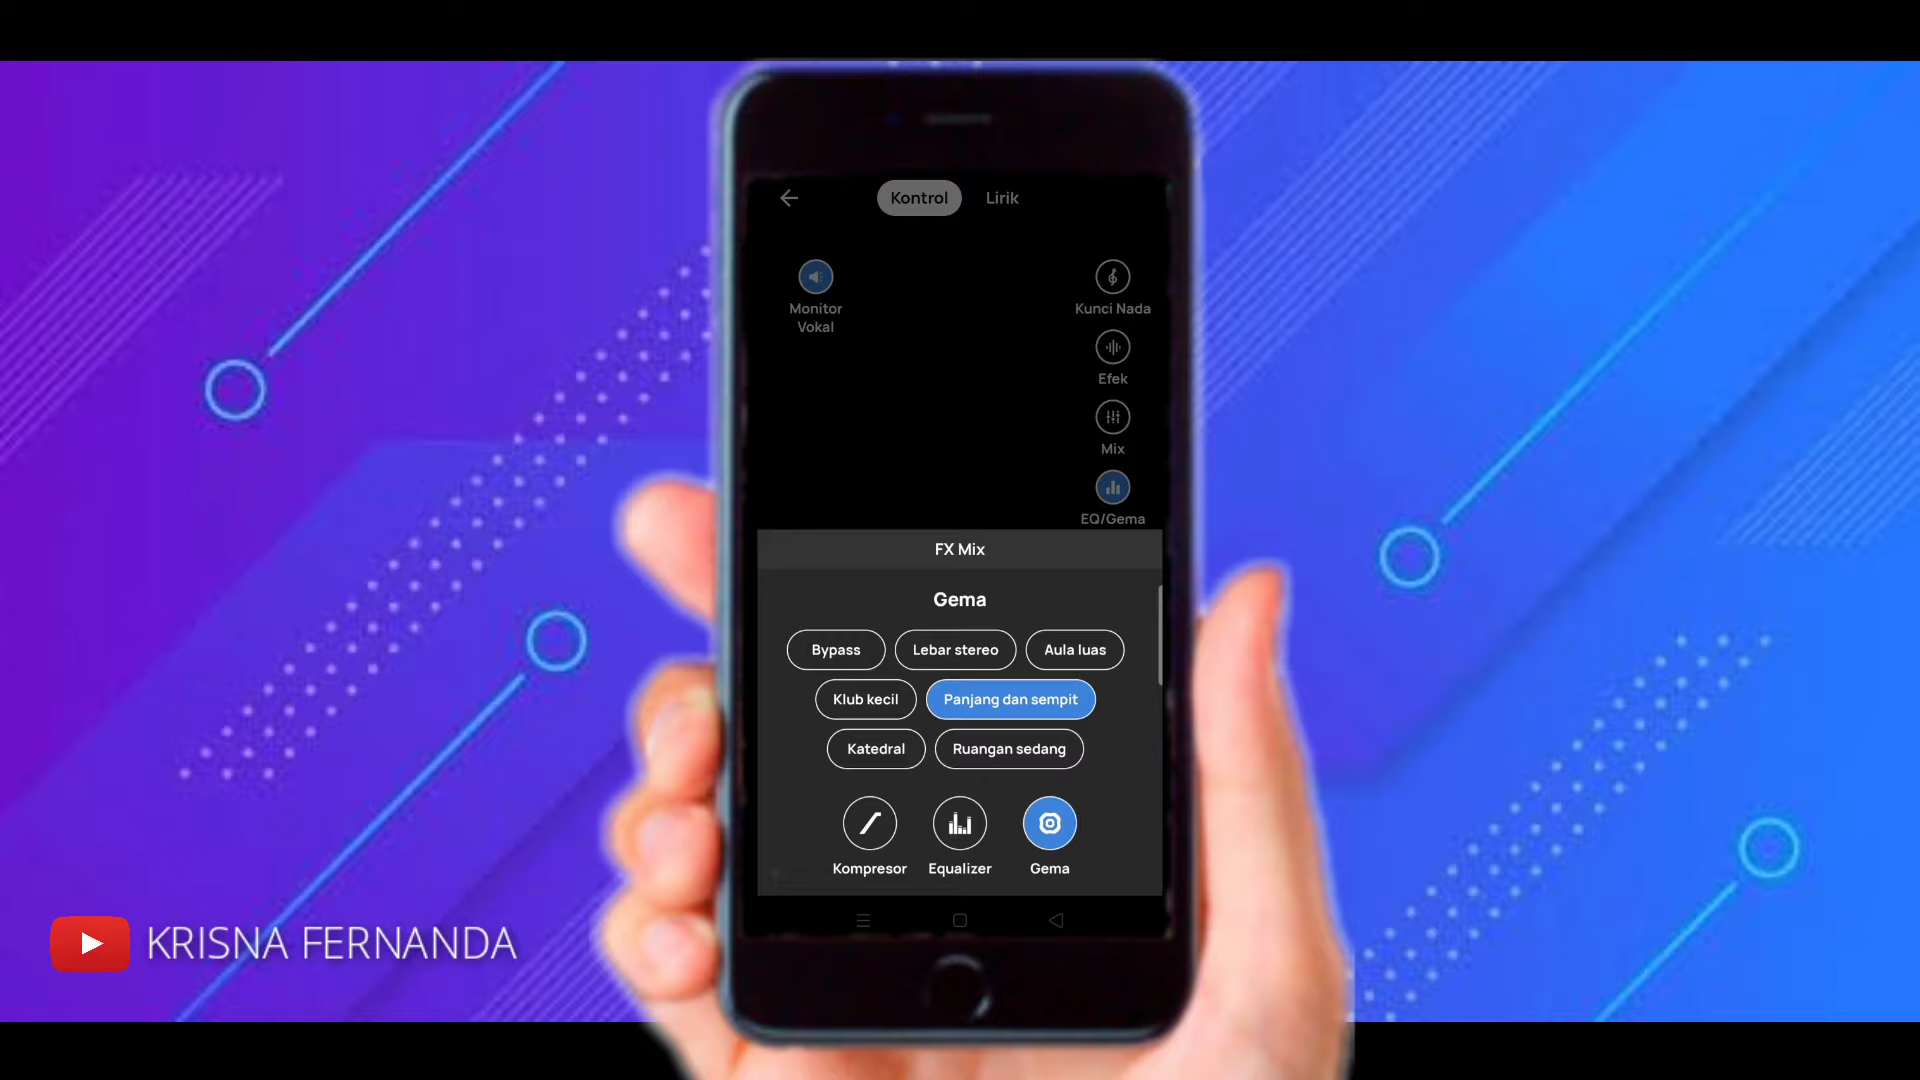 Kontrol Lirik
Monitor
Vokal
Kunci Nada
Efek
Mix
EQ/Gema
FX Mix
Gema
Bypass Lebar stereo Aula luas
Klub kecil Panjang dan sempit
Katedral Ruangan sedang
Kompresor Equalizer Gema
KRISNA FERNANDA